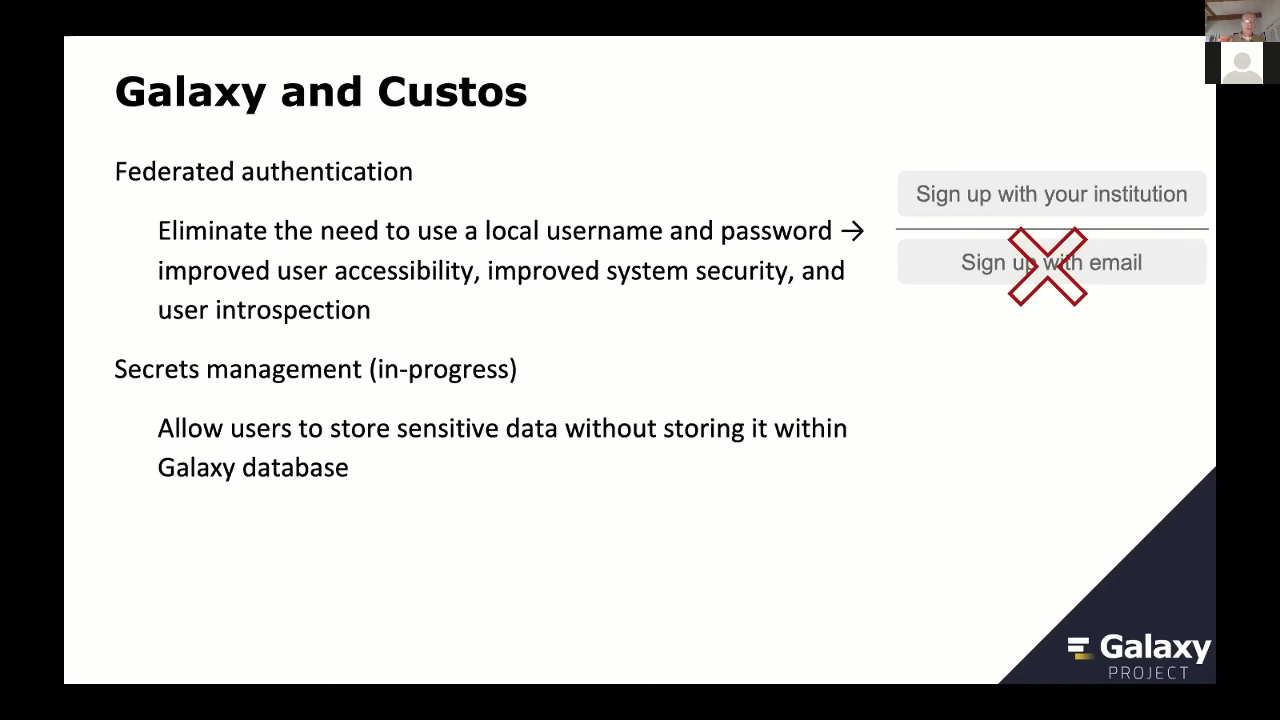 Galaxy and Custos
Federated authentication
Eliminate the need to use a local username and password →
improved user accessibility, improved system security, and
user introspection
Secrets management (in-progress)
Allow users to store sensitive data without storing it within
Galaxy database
Sign up with your institution
Sign up with email
Galaxy
PROJECT